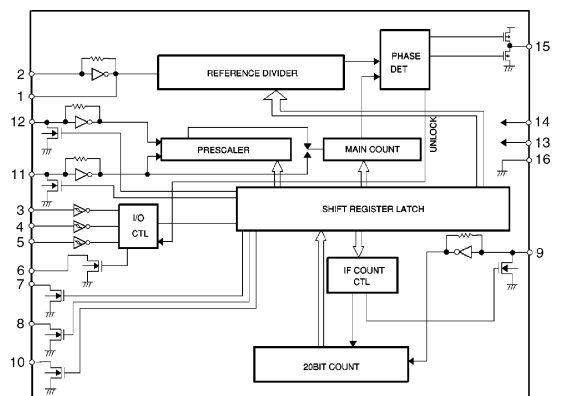 PHASE
DET
15
2
REFERENCE DIVIDER
1
UNLOCK
12
14
PRESCALER
MAIN COUNT
13
16
11
SHIFT REGISTER LATCH
3
I/O
CTL
4
5
9
6
IF COUNT
CTL
7
8
10
20BIT COUNT